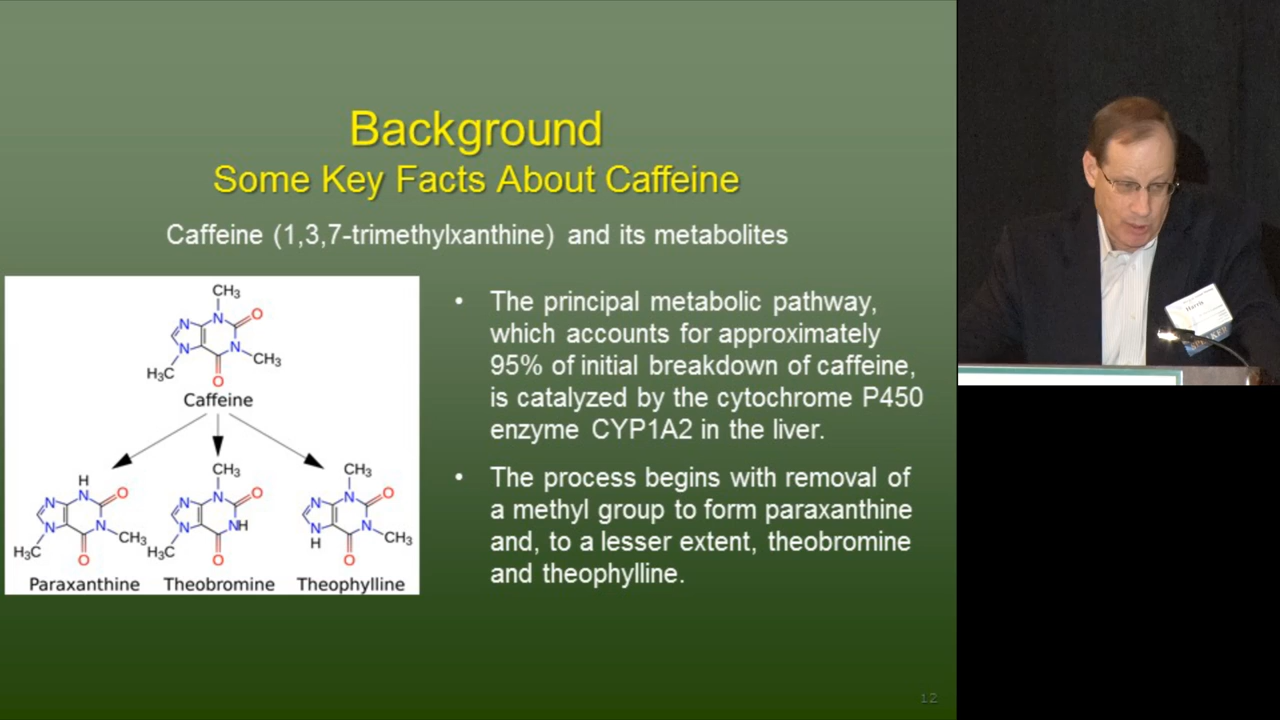 Background
Some Key Facts About Caffeine
Caffeine (1,3,7-trimethylxanthine) and its metabolites
CH₃
N
O
N
N
N
CH₃
H₃C
O
Caffeine
H
N
O
N
N
N
CH₃
H₃C
O
Paraxanthine
CH₃
N
O
N
N
NH
H₃C
O
Theobromine
CH₃
N
O
N
N
H
N
CH₃
O
Theophylline
• The principal metabolic pathway,
which accounts for approximately
95% of initial breakdown of caffeine,
is catalyzed by the cytochrome P450
enzyme CYP1A2 in the liver.
• The process begins with removal of
a methyl group to form paraxanthine
and, to a lesser extent, theobromine
and theophylline.
12
Harris